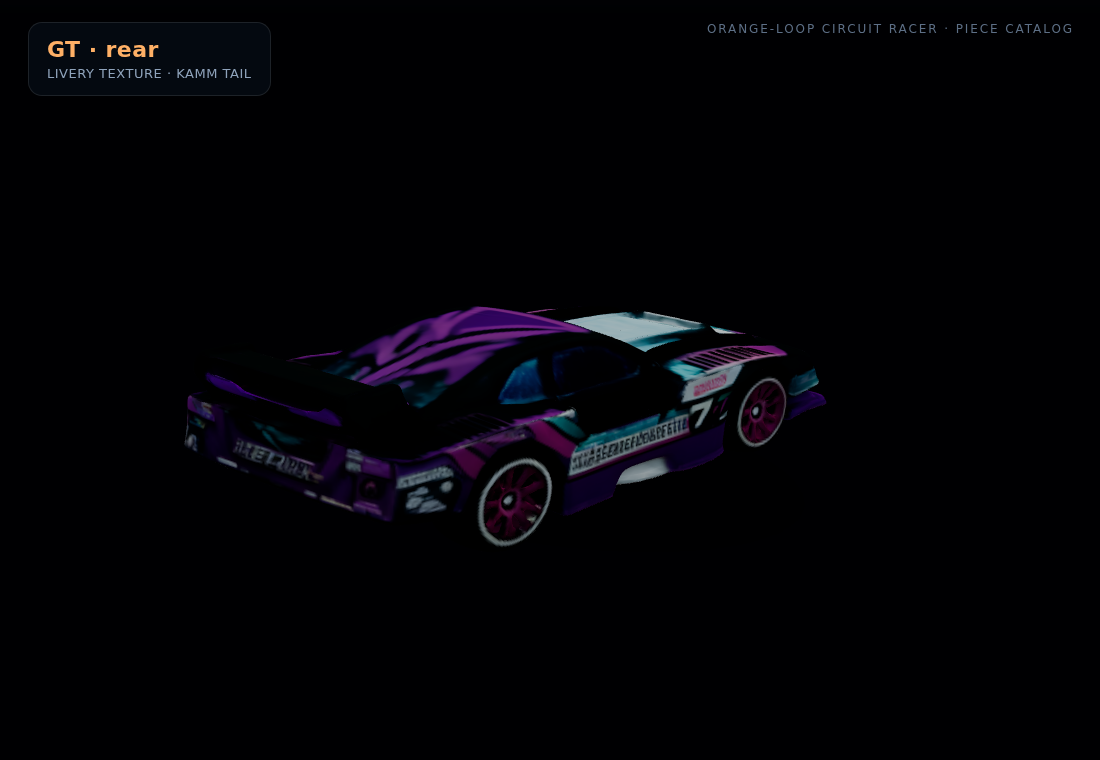 GT · rear
LIVERY TEXTURE · KAMM TAIL
ORANGE-LOOP CIRCUIT RACER · PIECE CATALOG
7